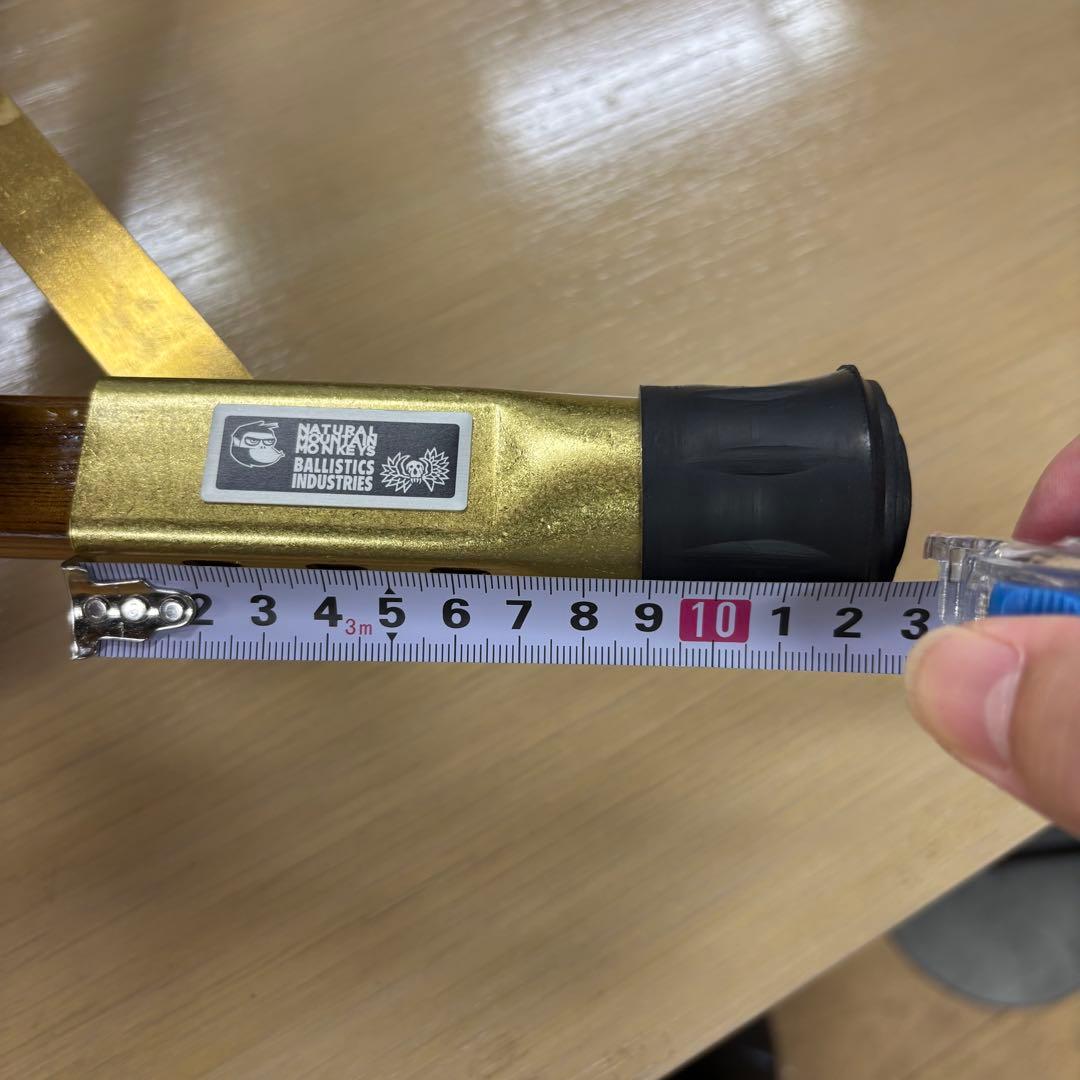 NATURAL
MOUNTAIN
MONKEYS
BALLISTICS
INDUSTRIES
2 3 4 3m 5 6 7 8 9 10 1 2 3